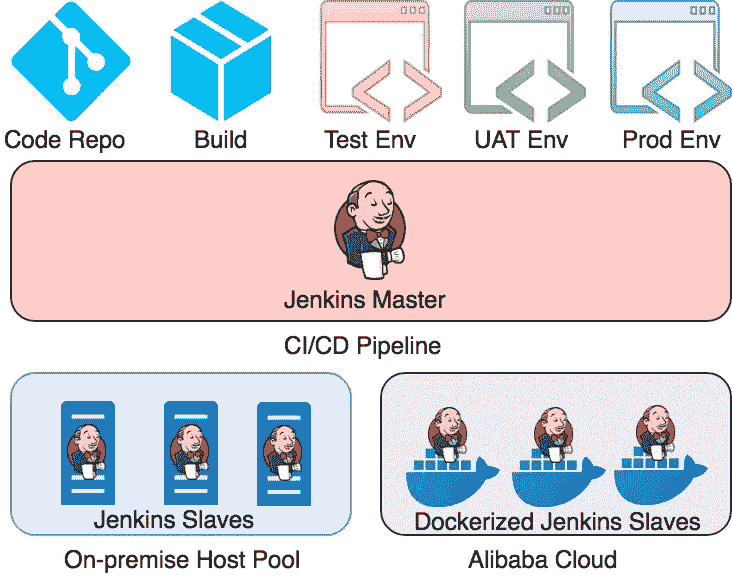 Code Repo
Build
Test Env
UAT Env
Prod Env
Jenkins Master
CI/CD Pipeline
Jenkins Slaves
Dockerized Jenkins Slaves
On-premise Host Pool
Alibaba Cloud